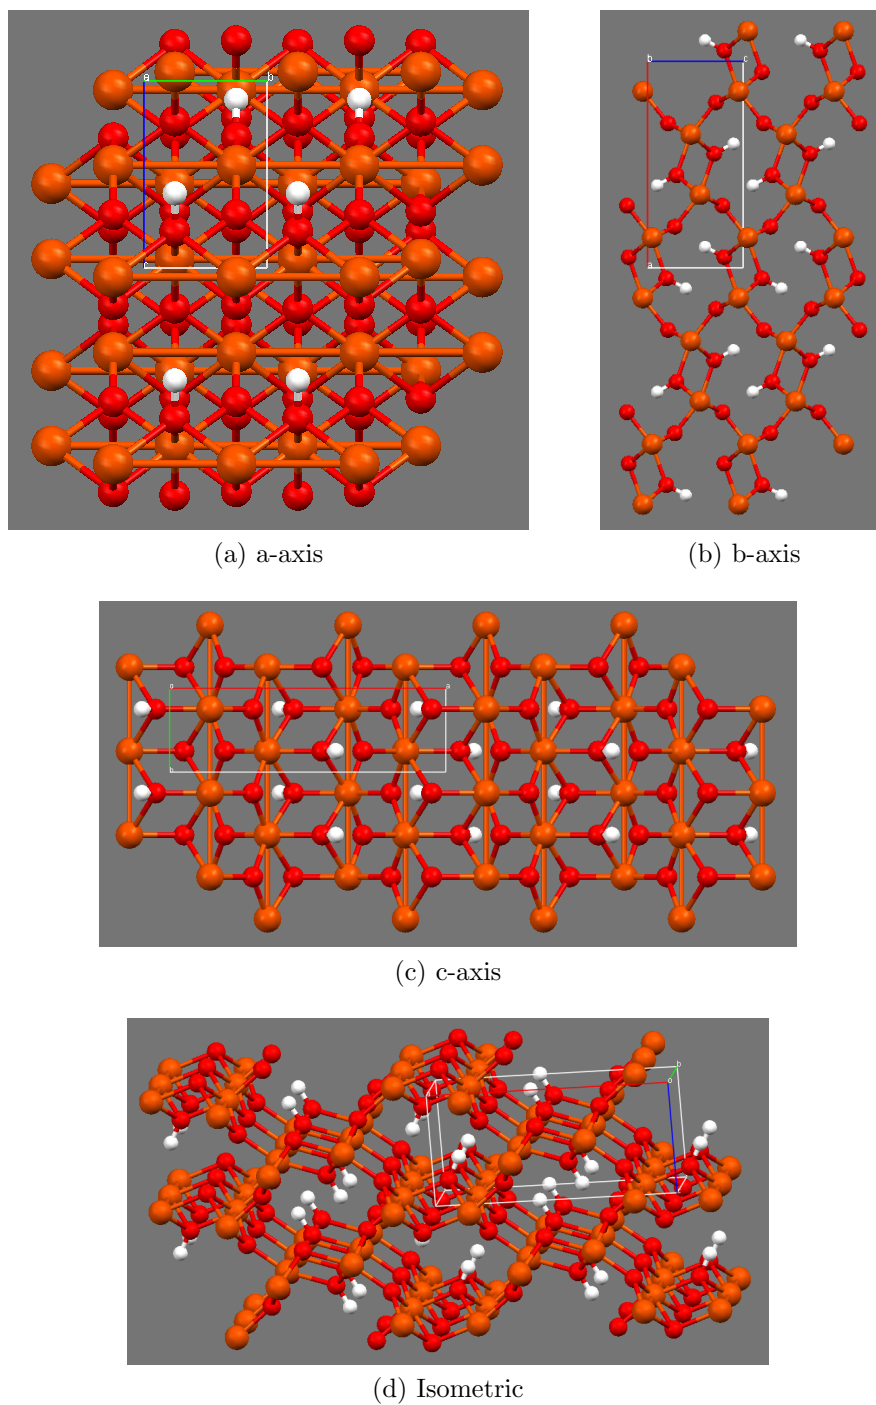 a b
c
b c
a
(a) a-axis
(b) b-axis
o a
b
(c) c-axis
b
o
(d) Isometric